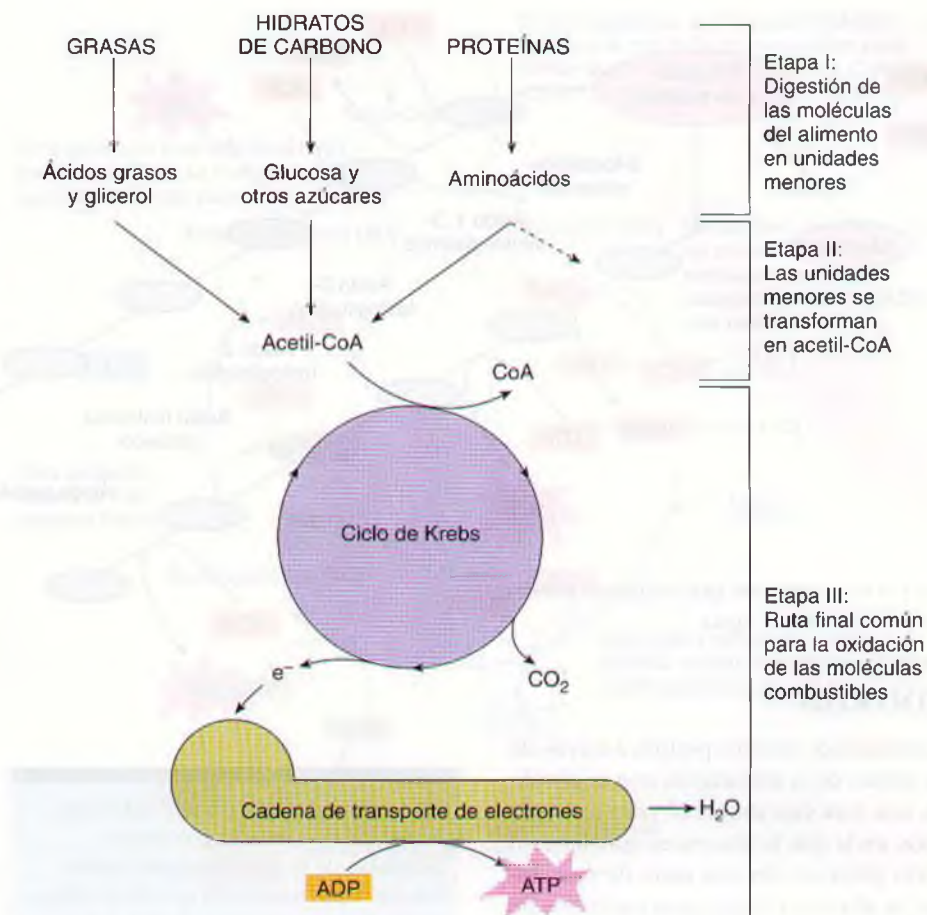 GRASAS
HIDRATOS
DE CARBONO
PROTEÍNAS
Etapa I:
Digestión de
las moléculas
del alimento
en unidades
menores
Ácidos grasos
y glicerol
Glucosa y
otros azúcares
Aminoácidos
Etapa II:
Las unidades
menores se
transforman
en acetil-CoA
Acetil-CoA
CoA
Ciclo de Krebs
Etapa III:
Ruta final común
para la oxidación
de las moléculas
combustibles
e⁻
CO₂
Cadena de transporte de electrones
H₂O
ADP
ATP